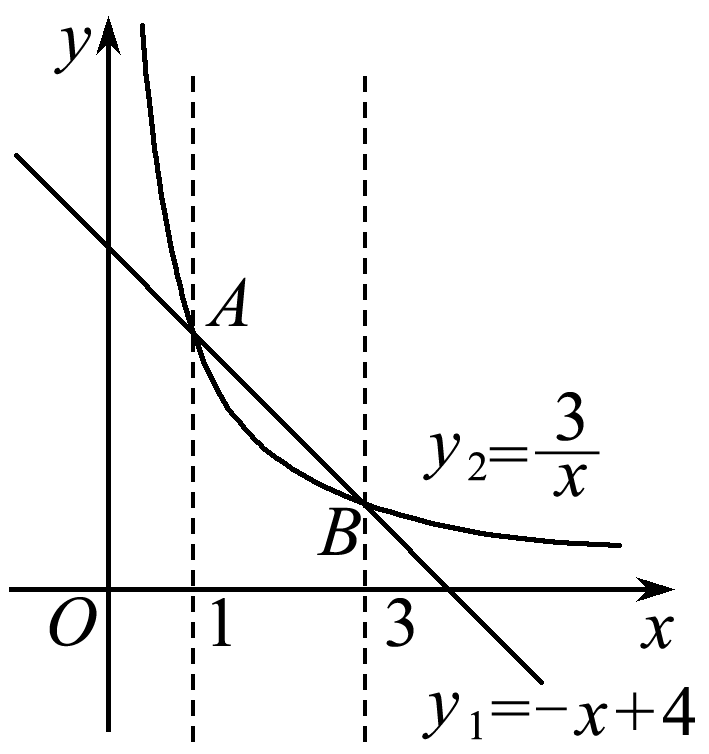 y
A
y₂=3/x
B
O 1 3 x
y₁=-x+4